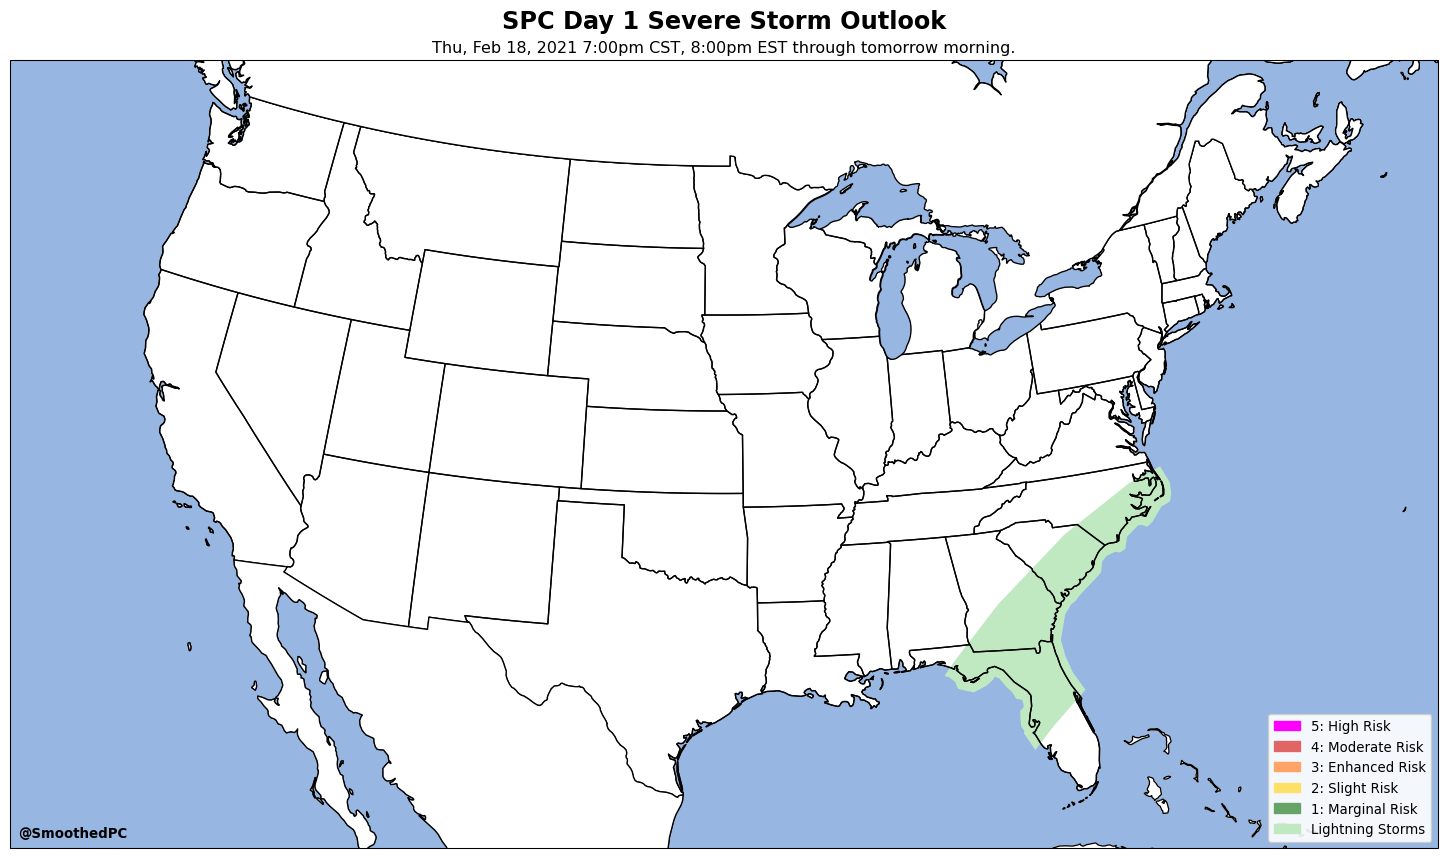 SPC Day 1 Severe Storm Outlook
Thu, Feb 18, 2021 7:00pm CST, 8:00pm EST through tomorrow morning.
5: High Risk
4: Moderate Risk
3: Enhanced Risk
2: Slight Risk
1: Marginal Risk
Lightning Storms
@SmoothedPC